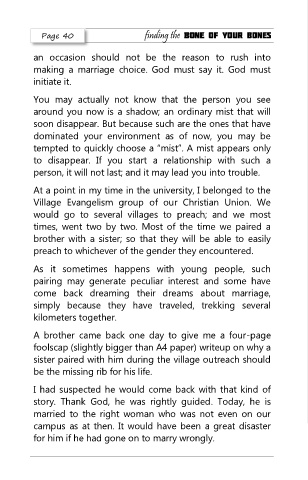 Page 40
finding the BONE OF YOUR BONES
an occasion should not be the reason to rush into
making a marriage choice. God must say it. God must
initiate it.
You may actually not know that the person you see
around you now is a shadow; an ordinary mist that will
soon disappear. But because such are the ones that have
dominated your environment as of now, you may be
tempted to quickly choose a “mist”. A mist appears only
to disappear. If you start a relationship with such a
person, it will not last; and it may lead you into trouble.
At a point in my time in the university, I belonged to the
Village Evangelism group of our Christian Union. We
would go to several villages to preach; and we most
times, went two by two. Most of the time we paired a
brother with a sister; so that they will be able to easily
preach to whichever of the gender they encountered.
As it sometimes happens with young people, such
pairing may generate peculiar interest and some have
come back dreaming their dreams about marriage,
simply because they have traveled, trekking several
kilometers together.
A brother came back one day to give me a four-page
foolscap (slightly bigger than A4 paper) writeup on why a
sister paired with him during the village outreach should
be the missing rib for his life.
I had suspected he would come back with that kind of
story. Thank God, he was rightly guided. Today, he is
married to the right woman who was not even on our
campus as at then. It would have been a great disaster
for him if he had gone on to marry wrongly.